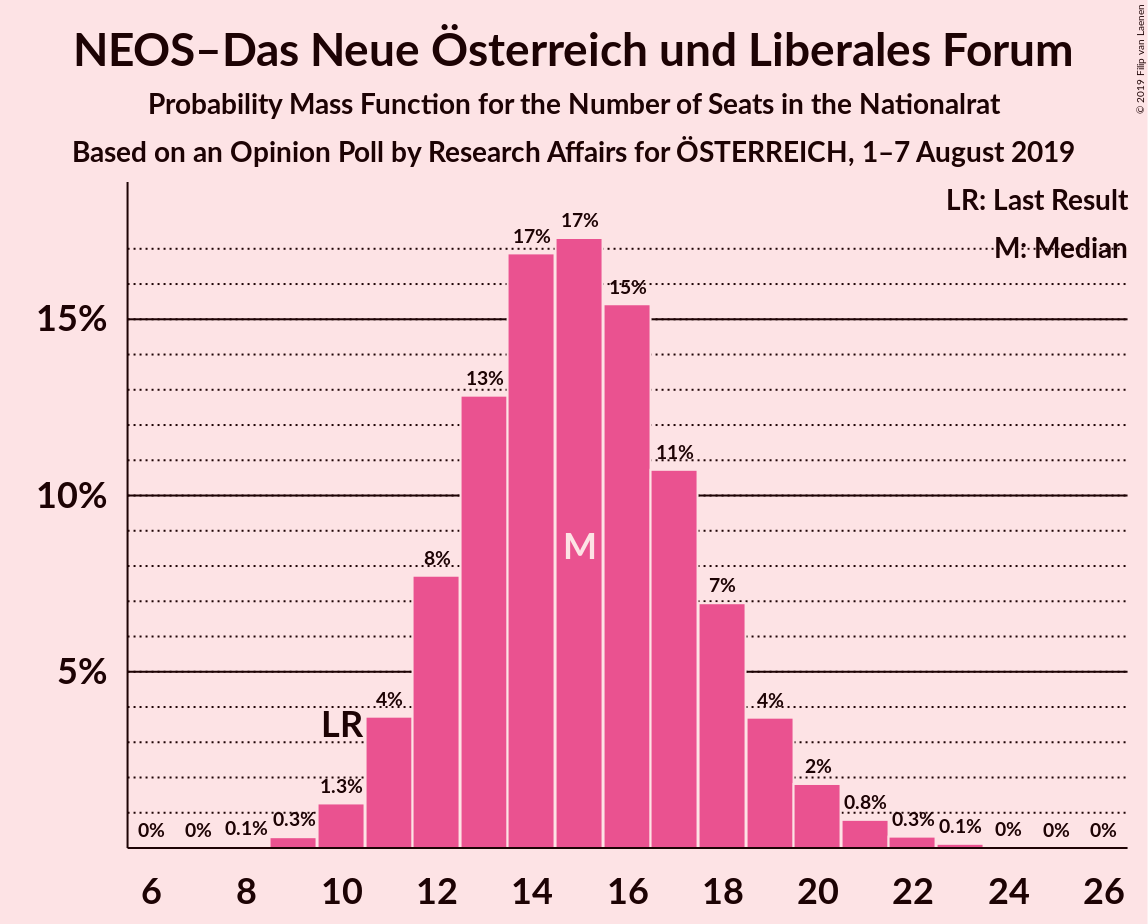 NEOS–Das Neue Österreich und Liberales Forum
Probability Mass Function for the Number of Seats in the Nationalrat
Based on an Opinion Poll by Research Affairs for ÖSTERREICH, 1–7 August 2019
© 2019 Filip van Laenen
LR: Last Result
M: Median
15%
10%
5%
0%
0%
0.1%
0.3%
1.3%
LR
4%
8%
13%
17%
17%
M
15%
11%
7%
4%
2%
0.8%
0.3%
0.1%
0%
0%
0%
6 8 10 12 14 16 18 20 22 24 26